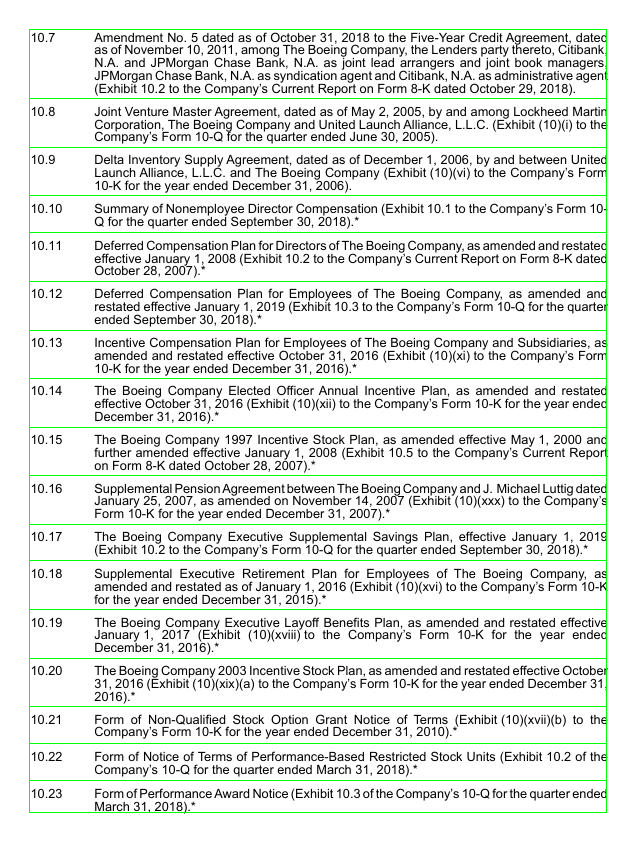 10.7 Amendment No. 5 dated as of October 31, 2018 to the Five-Year Credit Agreement, dated
as of November 10, 2011, among The Boeing Company, the Lenders party thereto, Citibank,
N.A. and JPMorgan Chase Bank, N.A. as joint lead arrangers and joint book managers,
JPMorgan Chase Bank, N.A. as syndication agent and Citibank, N.A. as administrative agent
(Exhibit 10.2 to the Company's Current Report on Form 8-K dated October 29, 2018).
10.8 Joint Venture Master Agreement, dated as of May 2, 2005, by and among Lockheed Martin
Corporation, The Boeing Company and United Launch Alliance, L.L.C. (Exhibit (10)(i) to the
Company's Form 10-Q for the quarter ended June 30, 2005).
10.9 Delta Inventory Supply Agreement, dated as of December 1, 2006, by and between United
Launch Alliance, L.L.C. and The Boeing Company (Exhibit (10)(vi) to the Company's Form
10-K for the year ended December 31, 2006).
10.10 Summary of Nonemployee Director Compensation (Exhibit 10.1 to the Company's Form 10-
Q for the quarter ended September 30, 2018).*
10.11 Deferred Compensation Plan for Directors of The Boeing Company, as amended and restated
effective January 1, 2008 (Exhibit 10.2 to the Company's Current Report on Form 8-K dated
October 28, 2007).*
10.12 Deferred Compensation Plan for Employees of The Boeing Company, as amended and
restated effective January 1, 2019 (Exhibit 10.3 to the Company's Form 10-Q for the quarter
ended September 30, 2018).*
10.13 Incentive Compensation Plan for Employees of The Boeing Company and Subsidiaries, as
amended and restated effective October 31, 2016 (Exhibit (10)(xi) to the Company's Form
10-K for the year ended December 31, 2016).*
10.14 The Boeing Company Elected Officer Annual Incentive Plan, as amended and restated
effective October 31, 2016 (Exhibit (10)(xii) to the Company's Form 10-K for the year ended
December 31, 2016).*
10.15 The Boeing Company 1997 Incentive Stock Plan, as amended effective May 1, 2000 and
further amended effective January 1, 2008 (Exhibit 10.5 to the Company's Current Report
on Form 8-K dated October 28, 2007).*
10.16 Supplemental Pension Agreement between The Boeing Company and J. Michael Luttig dated
January 25, 2007, as amended on November 14, 2007 (Exhibit (10)(xxx) to the Company's
Form 10-K for the year ended December 31, 2007).*
10.17 The Boeing Company Executive Supplemental Savings Plan, effective January 1, 2019
(Exhibit 10.2 to the Company's Form 10-Q for the quarter ended September 30, 2018).*
10.18 Supplemental Executive Retirement Plan for Employees of The Boeing Company, as
amended and restated as of January 1, 2016 (Exhibit (10)(xvi) to the Company's Form 10-K
for the year ended December 31, 2015).*
10.19 The Boeing Company Executive Layoff Benefits Plan, as amended and restated effective
January 1, 2017 (Exhibit (10)(xviii) to the Company's Form 10-K for the year ended
December 31, 2016).*
10.20 The Boeing Company 2003 Incentive Stock Plan, as amended and restated effective October
31, 2016 (Exhibit (10)(xix)(a) to the Company's Form 10-K for the year ended December 31,
2016).*
10.21 Form of Non-Qualified Stock Option Grant Notice of Terms (Exhibit (10)(xvii)(b) to the
Company's Form 10-K for the year ended December 31, 2010).*
10.22 Form of Notice of Terms of Performance-Based Restricted Stock Units (Exhibit 10.2 of the
Company's 10-Q for the quarter ended March 31, 2018).*
10.23 Form of Performance Award Notice (Exhibit 10.3 of the Company's 10-Q for the quarter ended
March 31, 2018).*